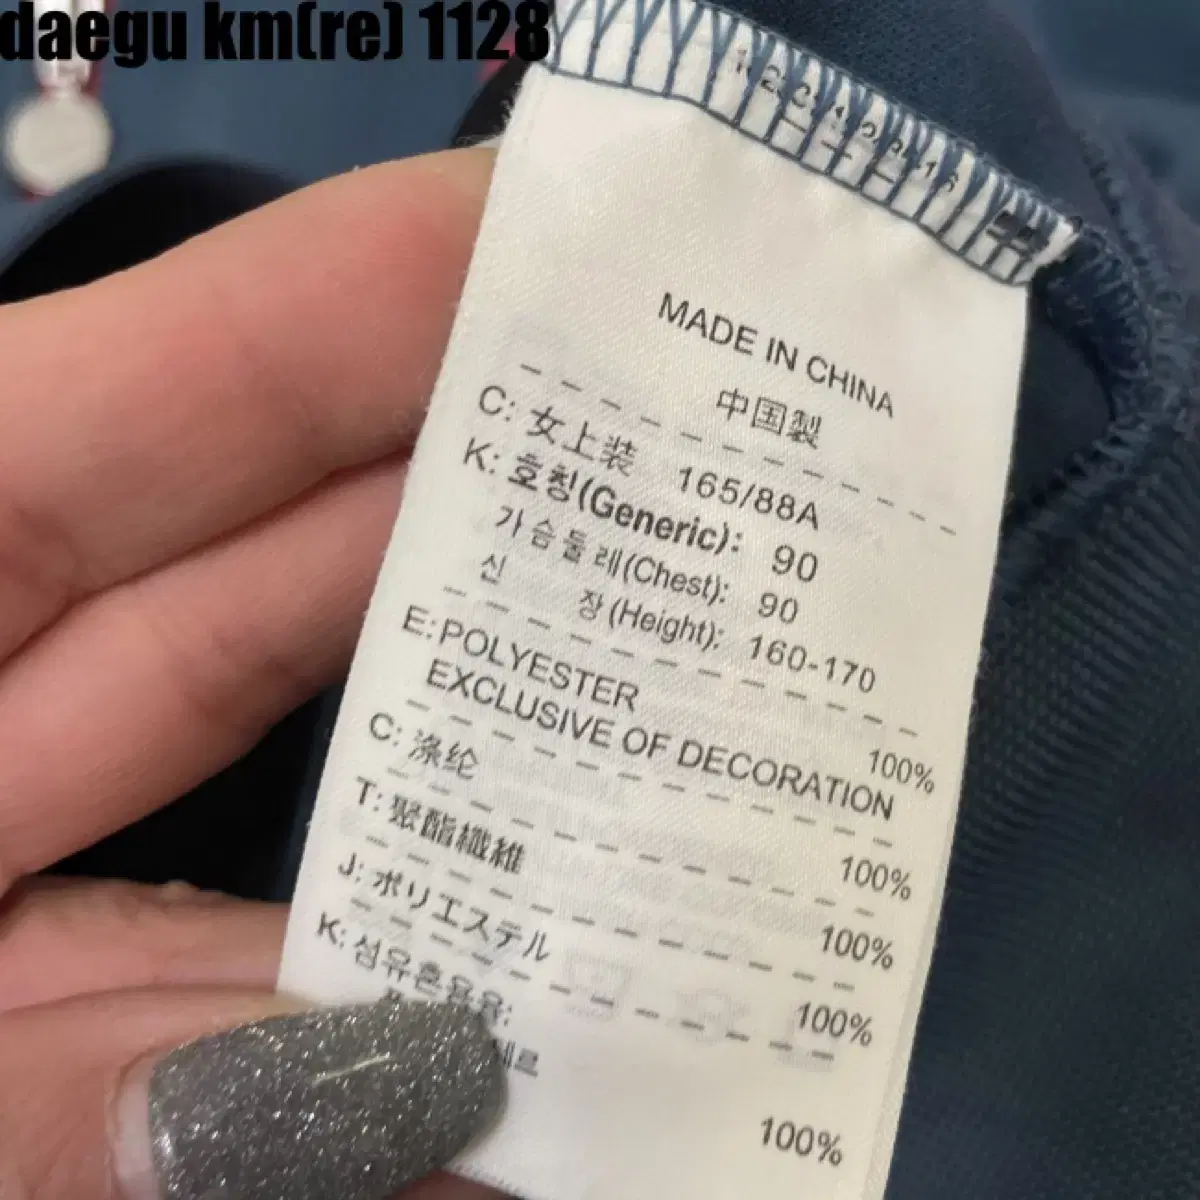 daegu km(re) 1128
MADE IN CHINA
中国製
C: 女上装 165/88A
K: 호칭(Generic): 90
가슴둘레(Chest): 90
신 장(Height): 160-170
E: POLYESTER 100%
EXCLUSIVE OF DECORATION
C: 涤纶 100%
T: 聚酯纖維 100%
J: ポリエステル 100%
K: 섬유혼용율:
100%